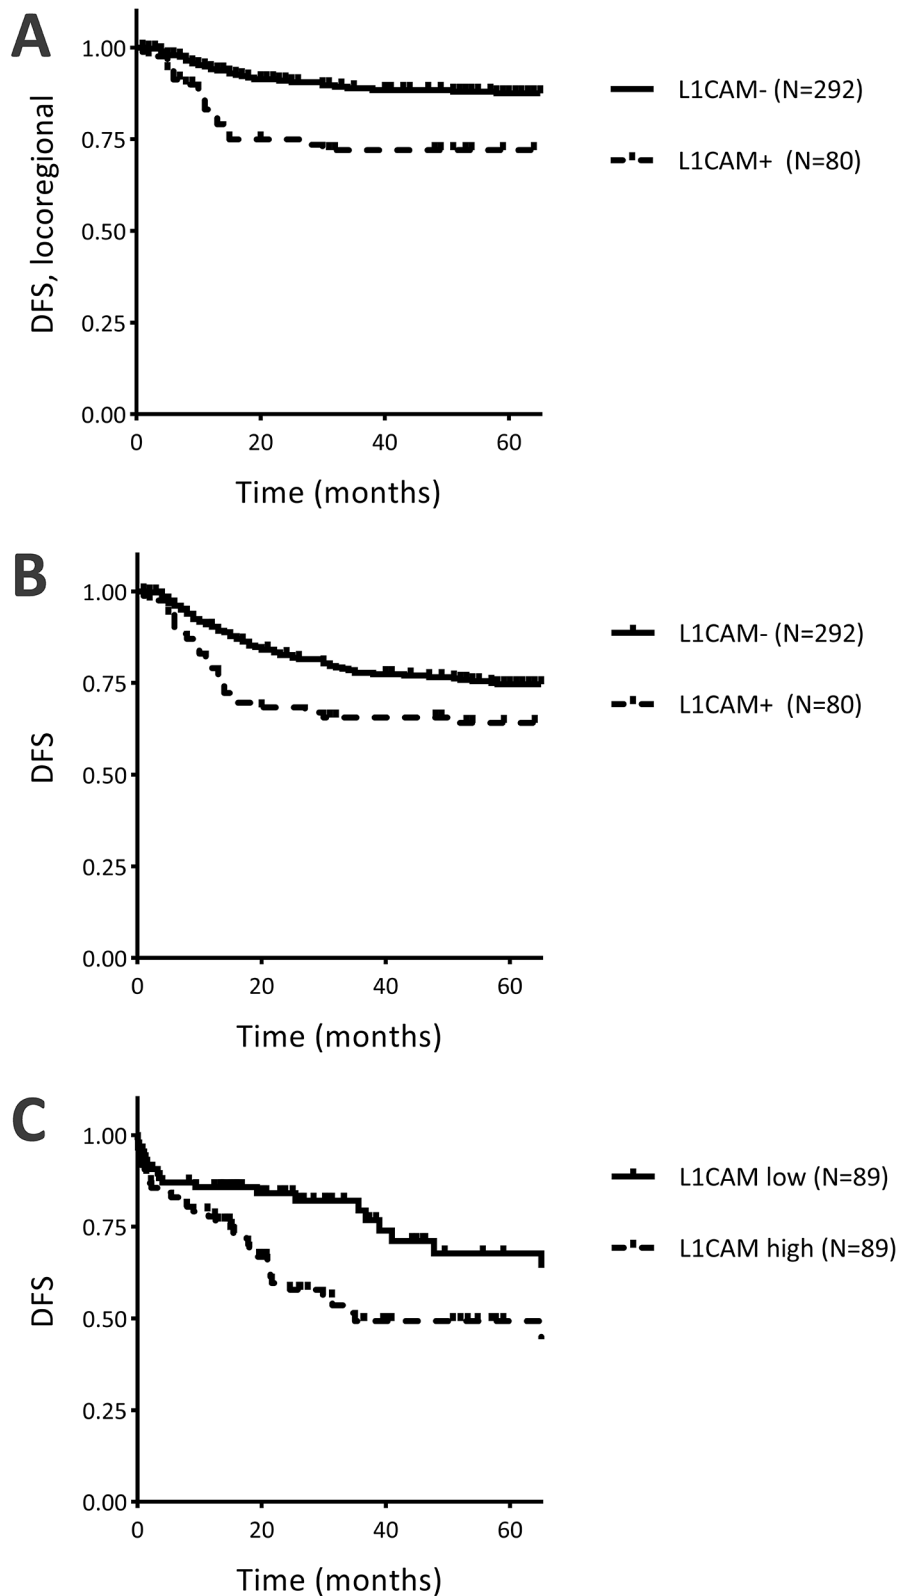 A
1.00
0.75
0.50
0.25
0.00
DFS, locoregional
0 20 40 60
Time (months)
L1CAM- (N=292)
L1CAM+ (N=80)
B
1.00
0.75
0.50
0.25
0.00
DFS
0 20 40 60
Time (months)
L1CAM- (N=292)
L1CAM+ (N=80)
C
1.00
0.75
0.50
0.25
0.00
DFS
0 20 40 60
Time (months)
L1CAM low (N=89)
L1CAM high (N=89)